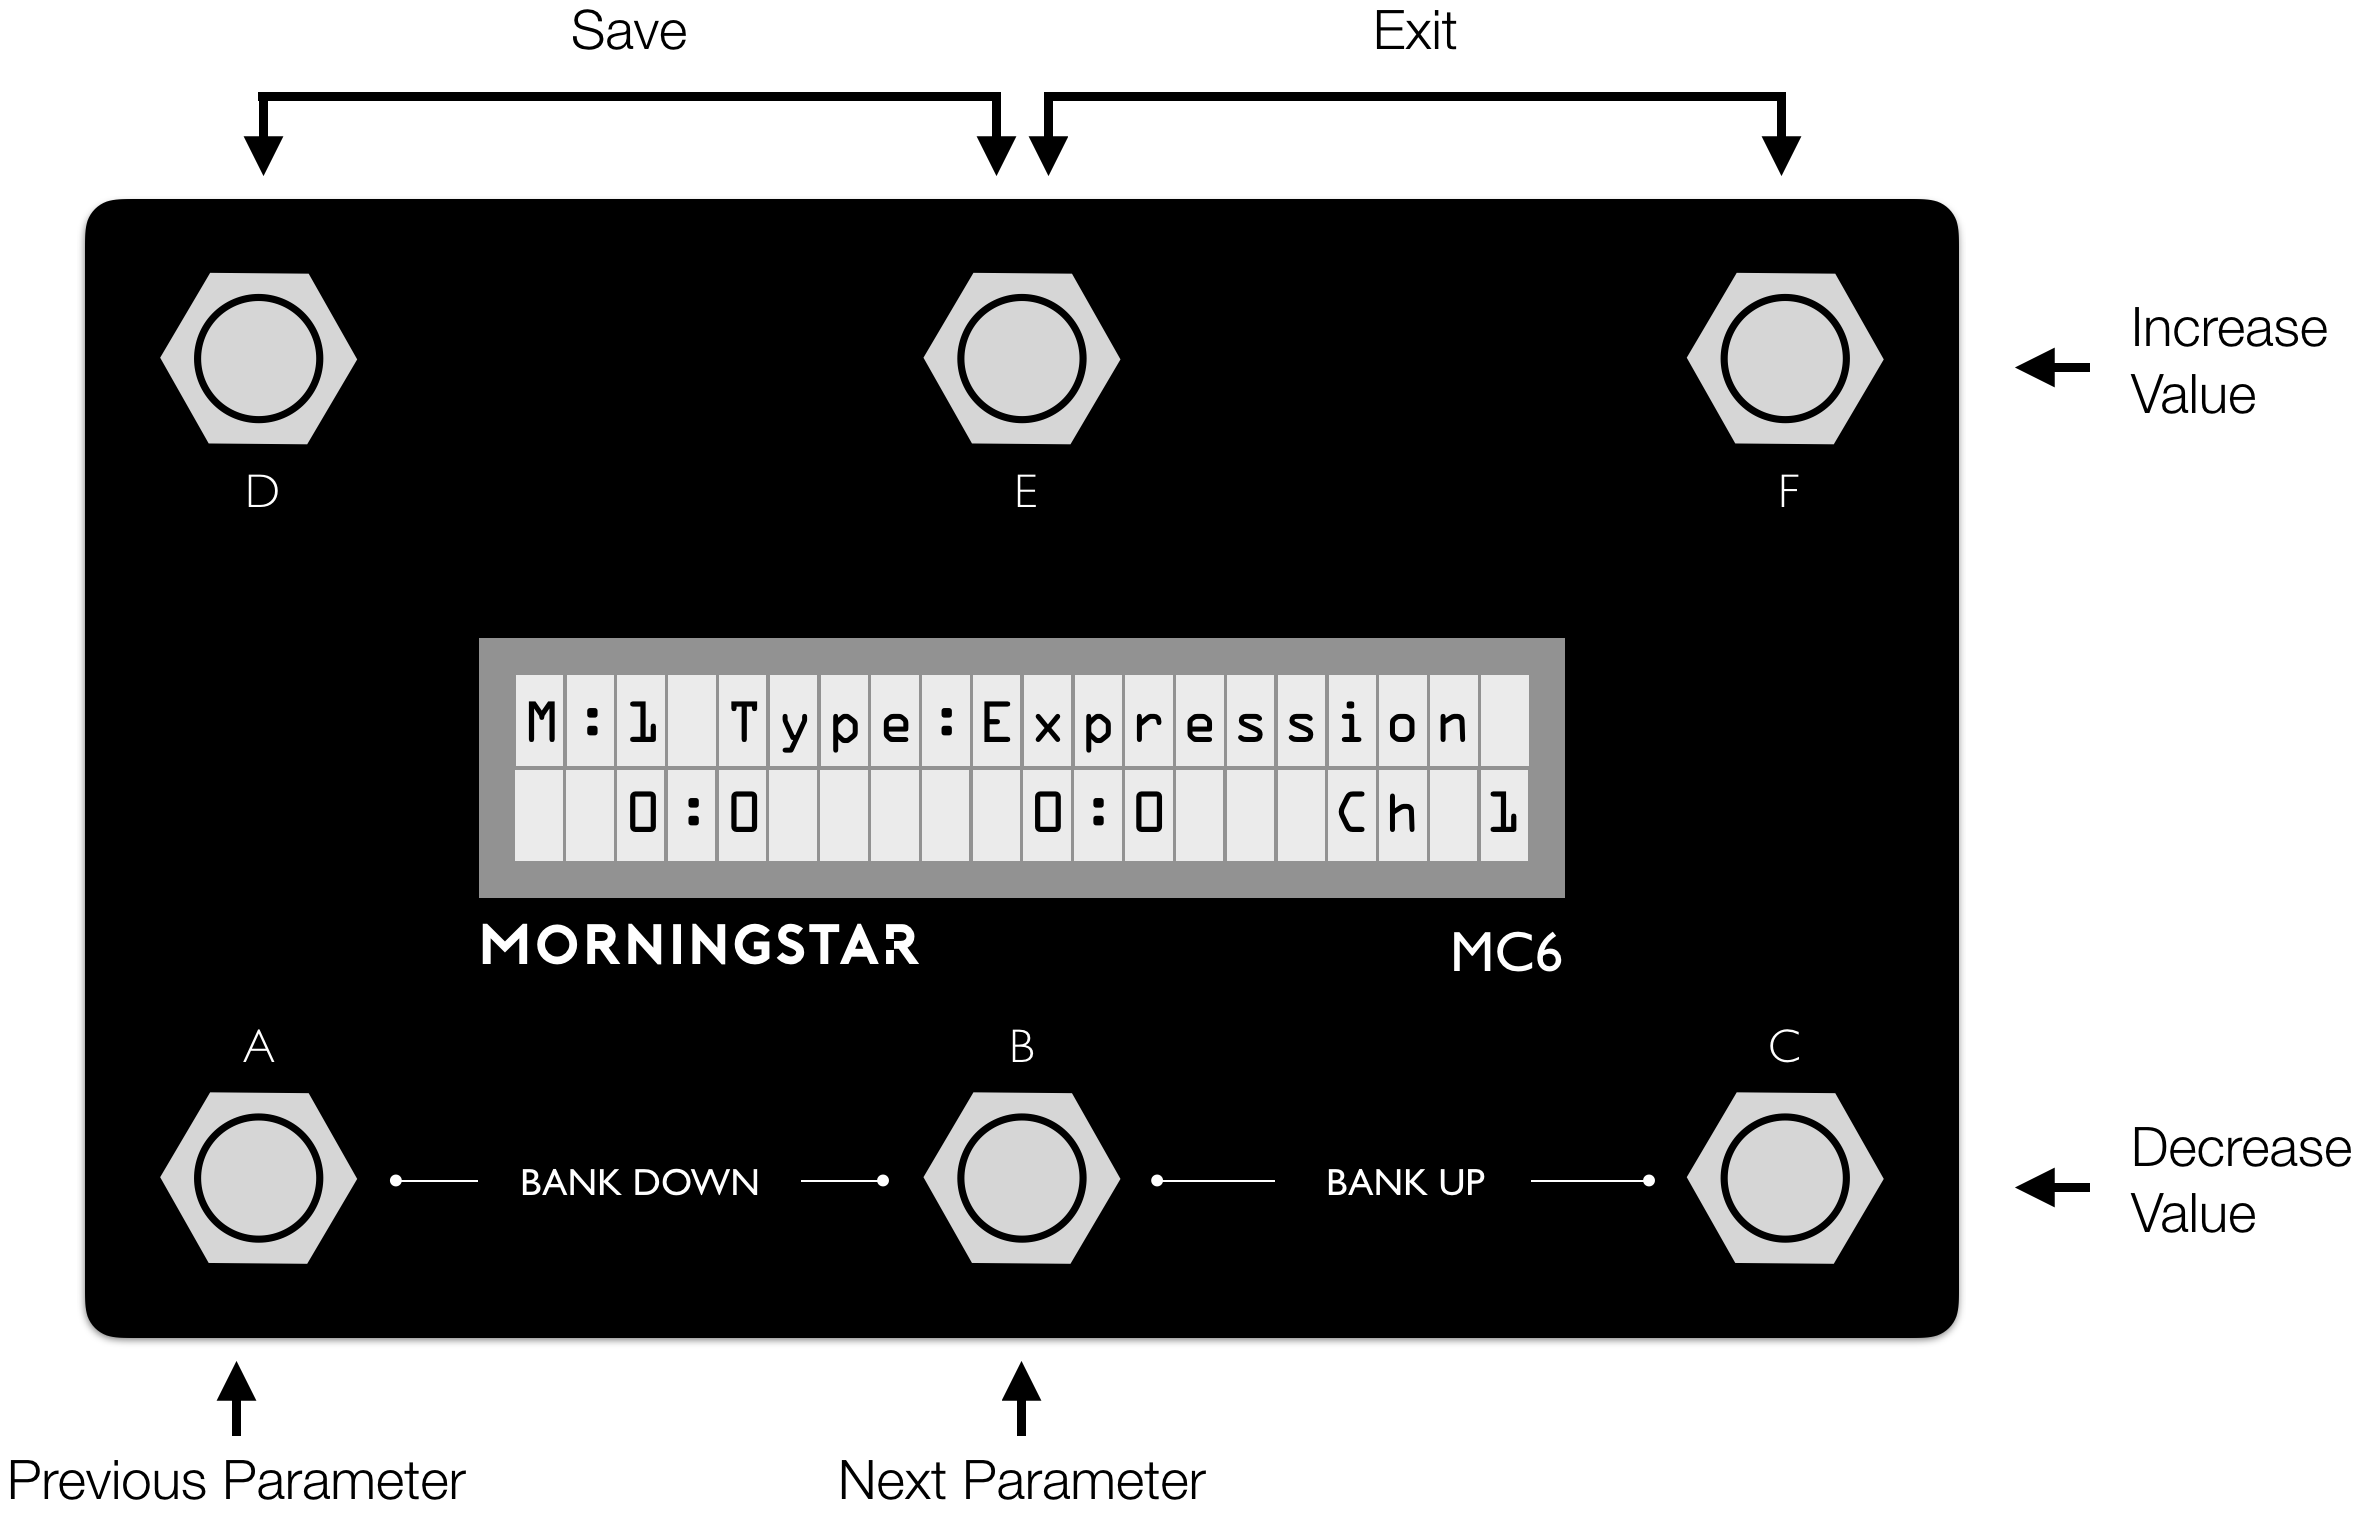 Save
Exit
Increase
Value
D
E
F
M:1 Type:Expression
0:0 0:0 Ch 1
MORNINGSTAR
MC6
A
B
C
BANK DOWN
BANK UP
Decrease
Value
Previous Parameter
Next Parameter